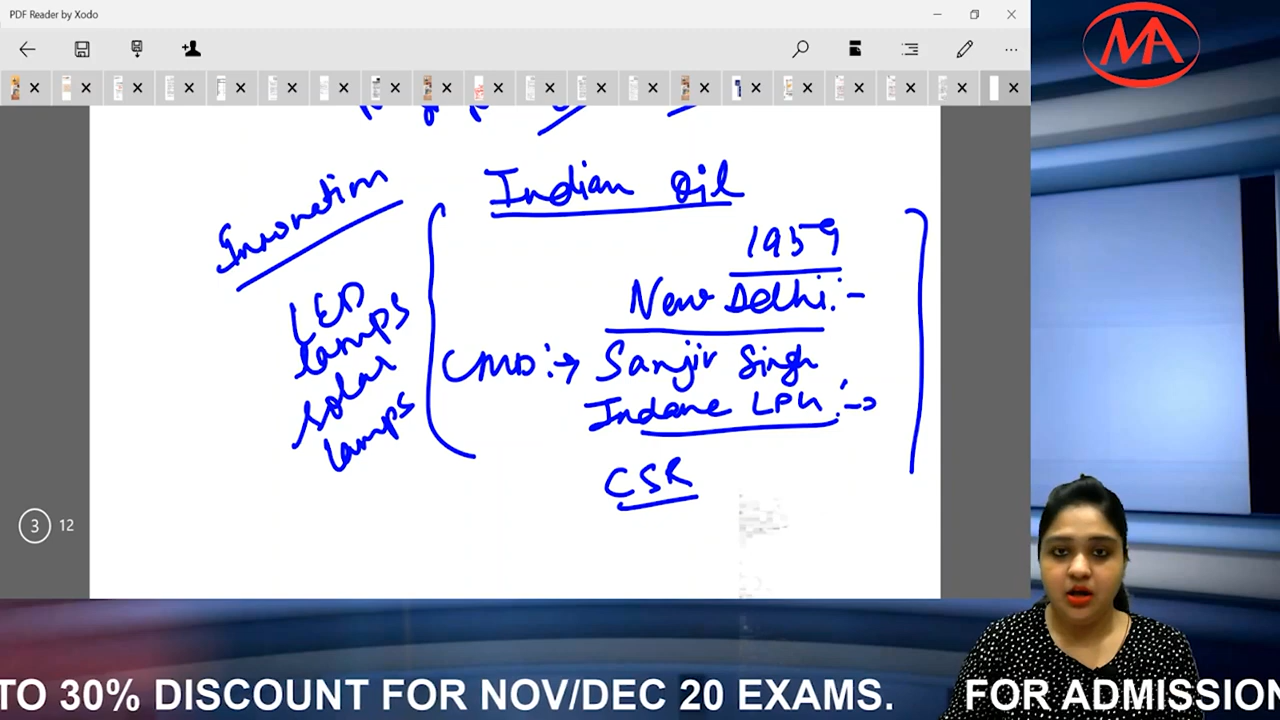 PDF Reader by Xodo
MA
Indian Oil
Innovation
1959
New Delhi:-
LED
lamps
solar
lamps
CMD:→ Sanjiv Singh
Indane LPG:→
CSR
3 12
TO 30% DISCOUNT FOR NOV/DEC 20 EXAMS. FOR ADMISSION